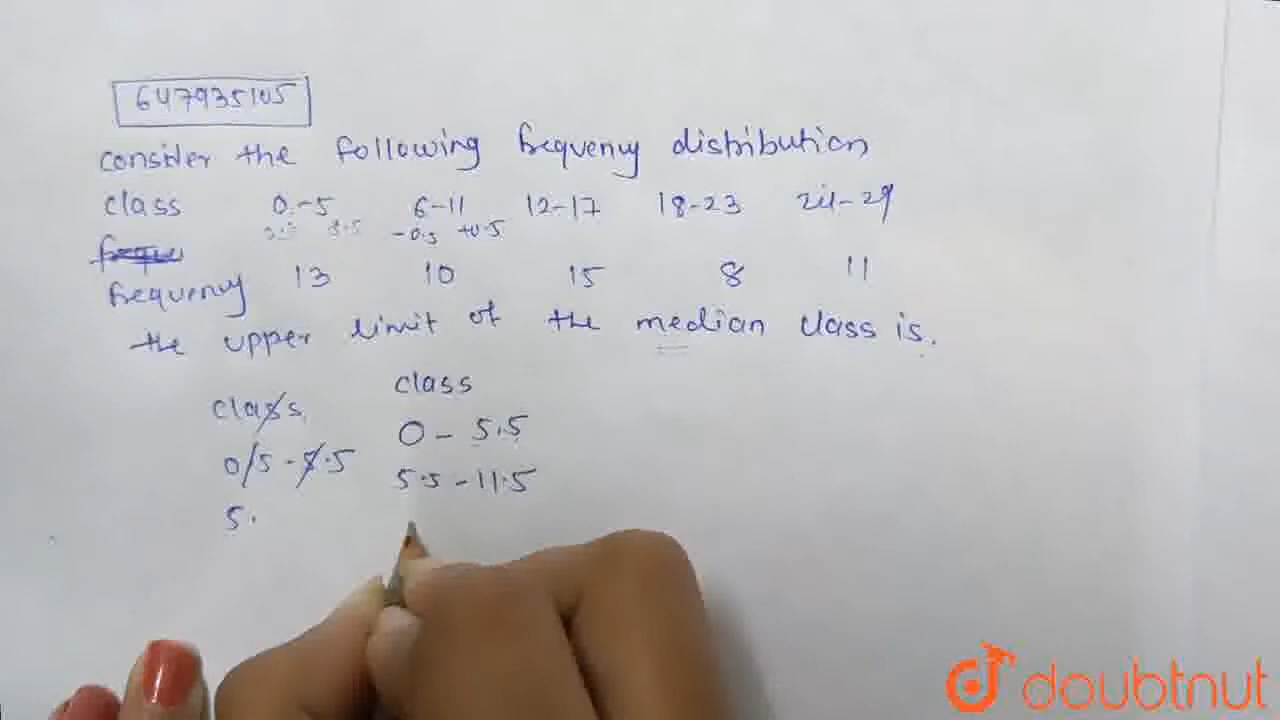 647935105
consider the following frequency distribution
class 0-5 6-11 12-17 18-23 24-29
-0.5 +0.5
frequency 13 10 15 8 11
the upper limit of the median class is.
class
class
0 - 5.5
0/5 - 5.5
5.5 - 11.5
5.
doubtnut